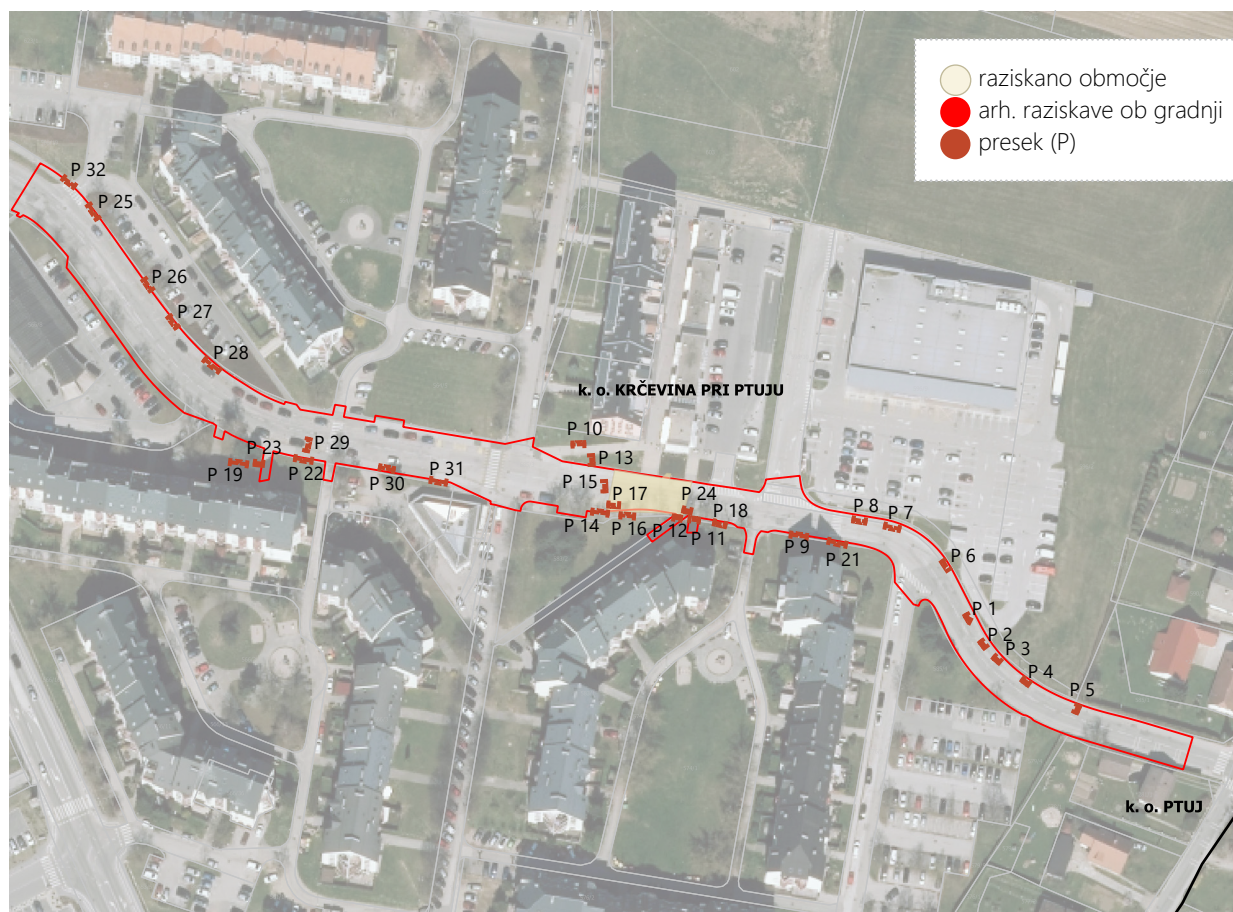 raziskano območje
arh. raziskave ob gradnji
presek (P)
P 32
P 25
P 26
P 27
P 28
k. o. KRČEVINA PRI PTUJU
P 10
P 29
P 13
P 23
P 19
P 22
P 30
P 31
P 15
P 17
P 24
P 14
P 16
P 12
P 11
P 18
P 8
P 7
P 9
P 21
P 6
P 1
P 2
P 3
P 4
P 5
k. o. PTUJ